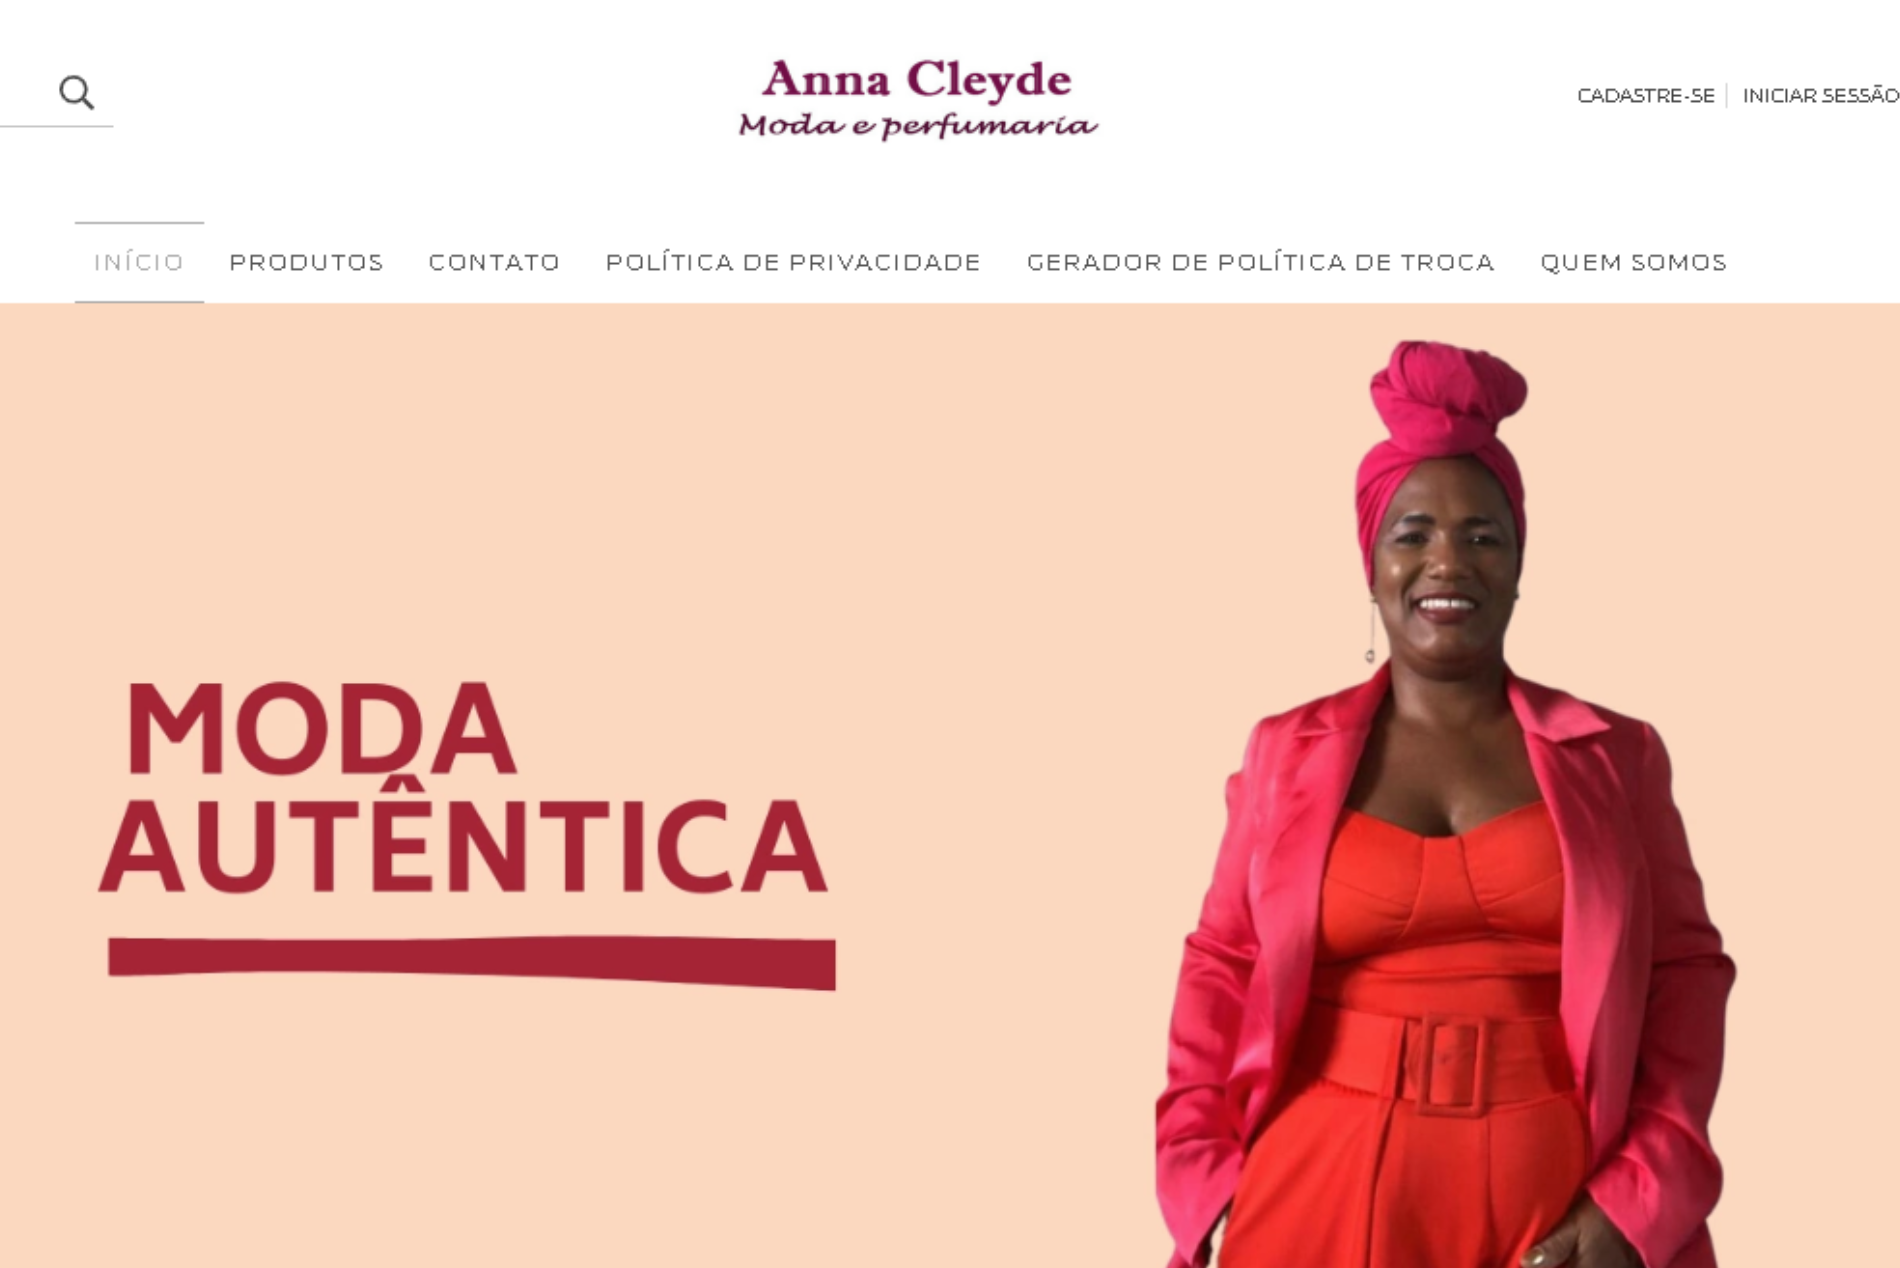 Anna Cleyde
Moda e perfumaria
CADASTRE-SE INICIAR SESSÃO
INÍCIO PRODUTOS CONTATO POLÍTICA DE PRIVACIDADE GERADOR DE POLÍTICA DE TROCA QUEM SOMOS
MODA
AUTÊNTICA